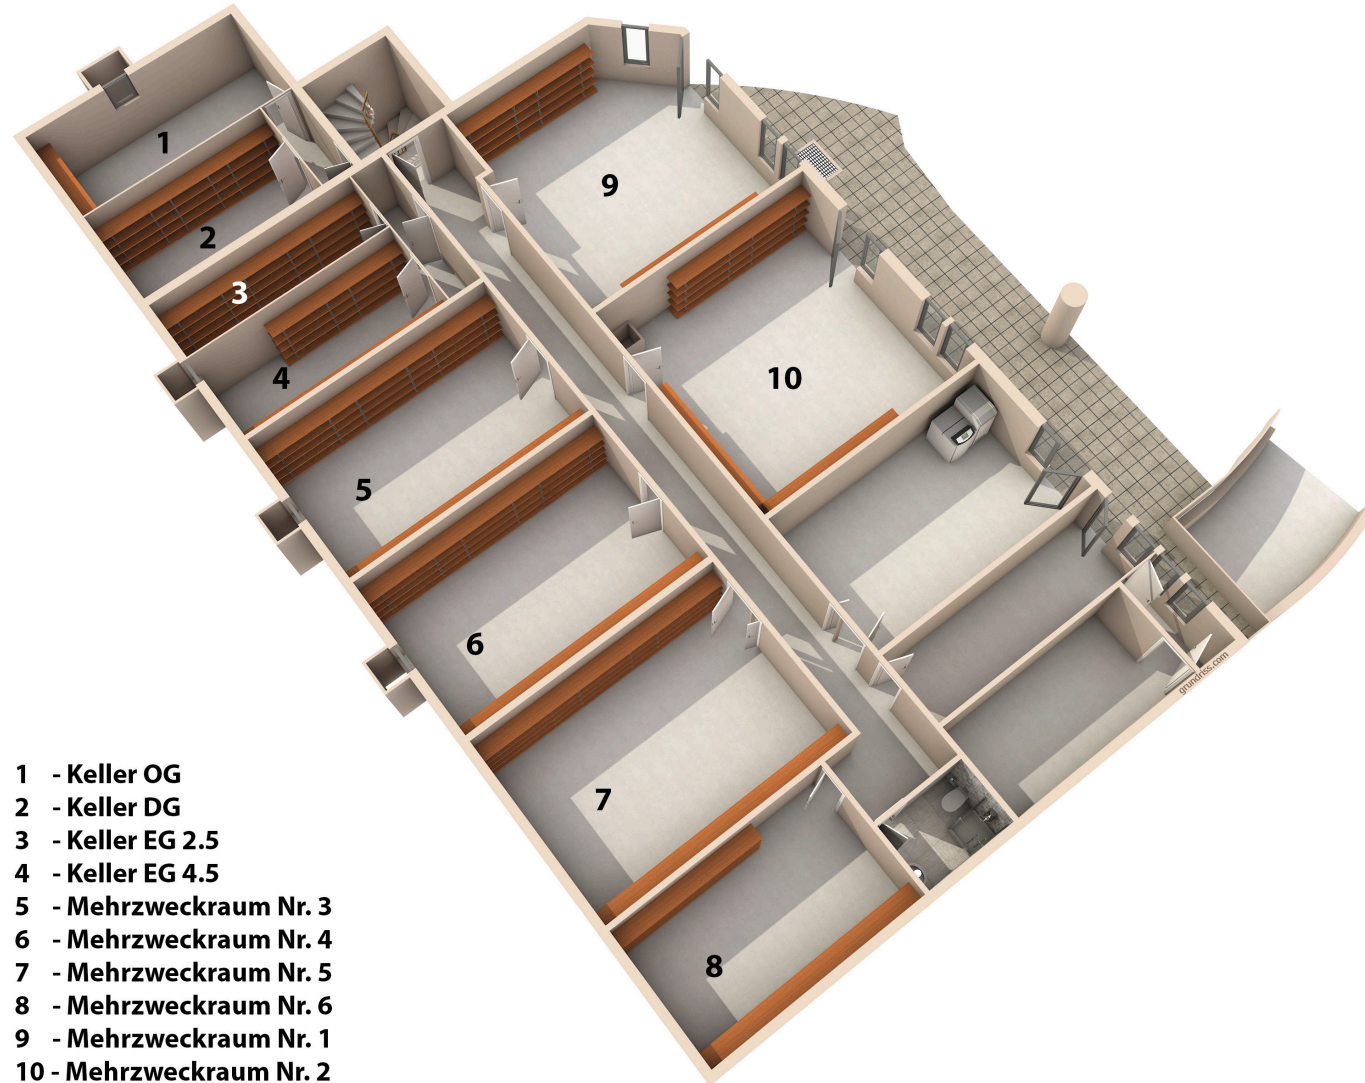 1
2
3
4
5
6
7
8
9
10
grundriss.com
1 - Keller OG
2 - Keller DG
3 - Keller EG 2.5
4 - Keller EG 4.5
5 - Mehrzweckraum Nr. 3
6 - Mehrzweckraum Nr. 4
7 - Mehrzweckraum Nr. 5
8 - Mehrzweckraum Nr. 6
9 - Mehrzweckraum Nr. 1
10 - Mehrzweckraum Nr. 2